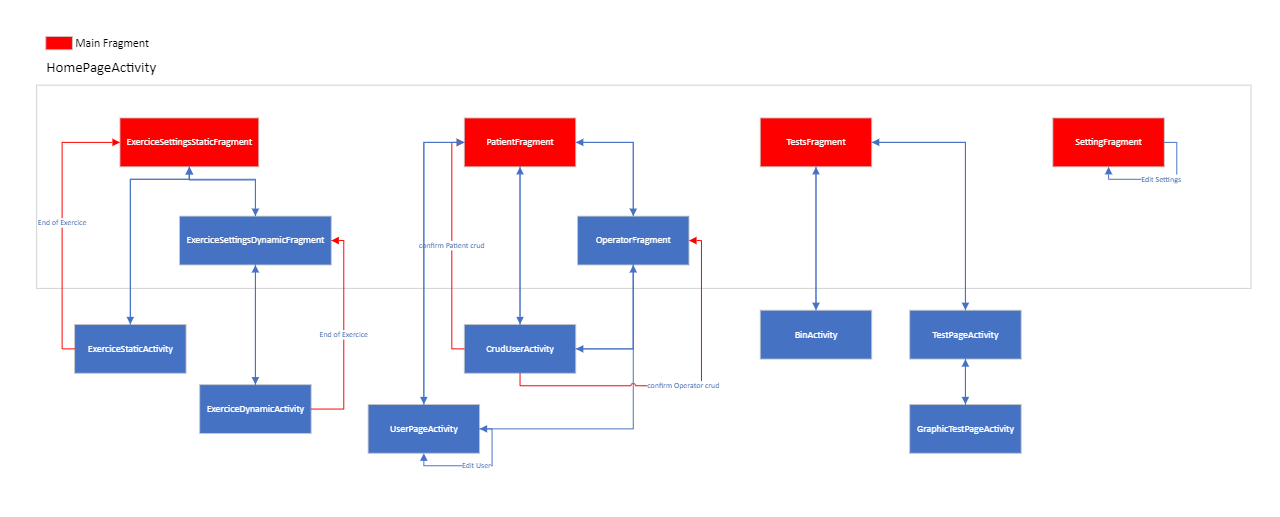 Main Fragment
HomePageActivity
ExerciceSettingsStaticFragment
PatientFragment
TestsFragment
SettingFragment
Edit Settings
End of Exercice
ExerciceSettingsDynamicFragment
confirm Patient crud
OperatorFragment
End of Exercice
ExerciceStaticActivity
CrudUserActivity
BinActivity
TestPageActivity
confirm Operator crud
ExerciceDynamicActivity
UserPageActivity
GraphicTestPageActivity
Edit User